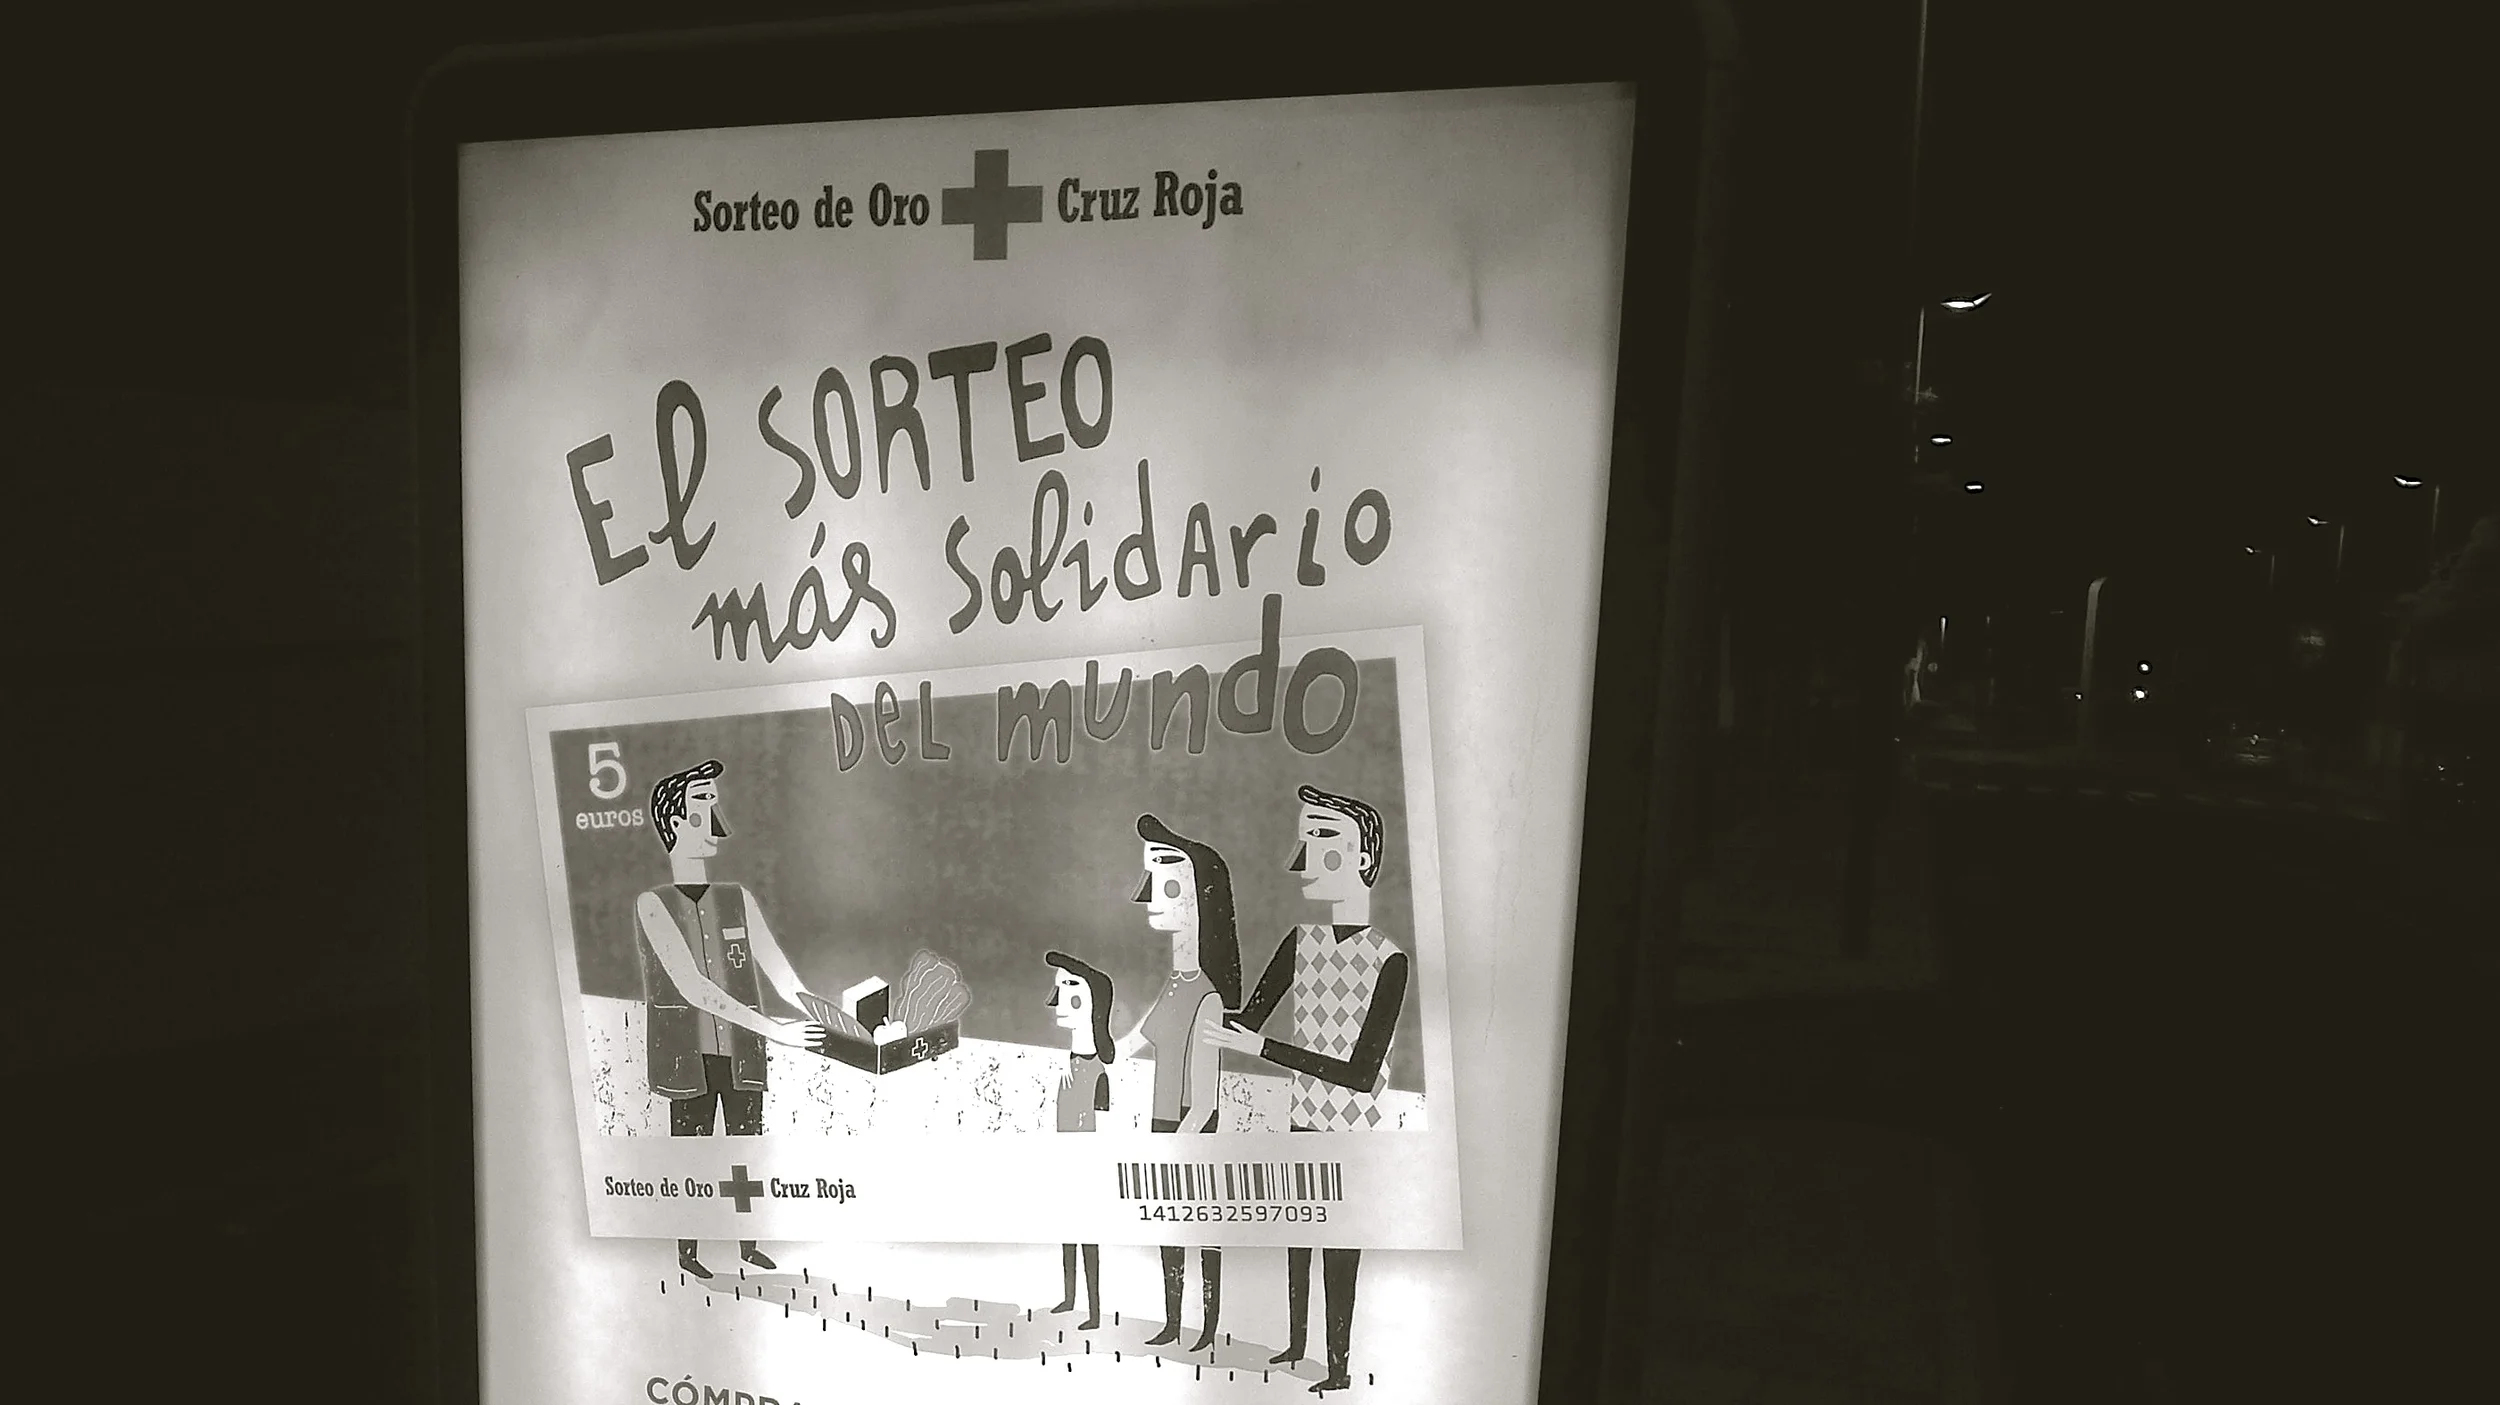 Sorteo de Oro Cruz Roja
El SORTEO
más solidario
DEL mundo
5
euros
Sorteo de Oro Cruz Roja
1412632597093